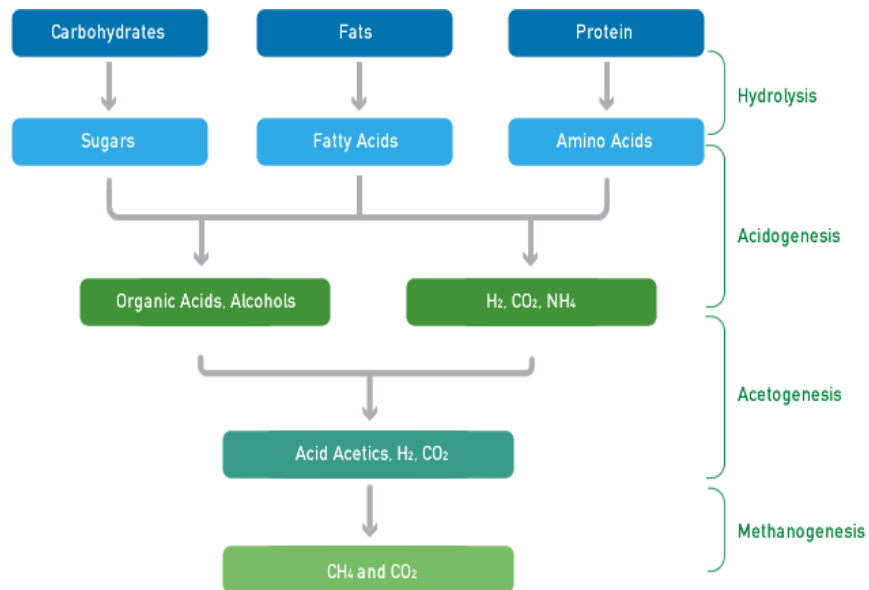 Carbohydrates
Fats
Protein
Hydrolysis
Sugars
Fatty Acids
Amino Acids
Acidogenesis
Organic Acids, Alcohols
H₂, CO₂, NH₄
Acetogenesis
Acid Acetics, H₂, CO₂
Methanogenesis
CH₄ and CO₂